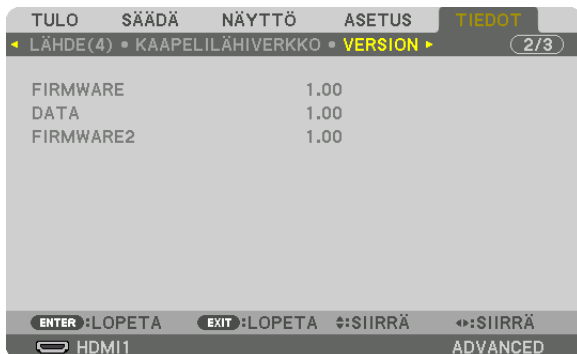 TULO SÄÄDÄ NÄYTTÖ ASETUS TIEDOT
LÄHDE(4) • KAAPELILÄHIVERKKO • VERSION 2/3
FIRMWARE 1.00
DATA 1.00
FIRMWARE2 1.00
ENTER :LOPETA EXIT :LOPETA :SIIRRÄ :SIIRRÄ
HDMI1 ADVANCED